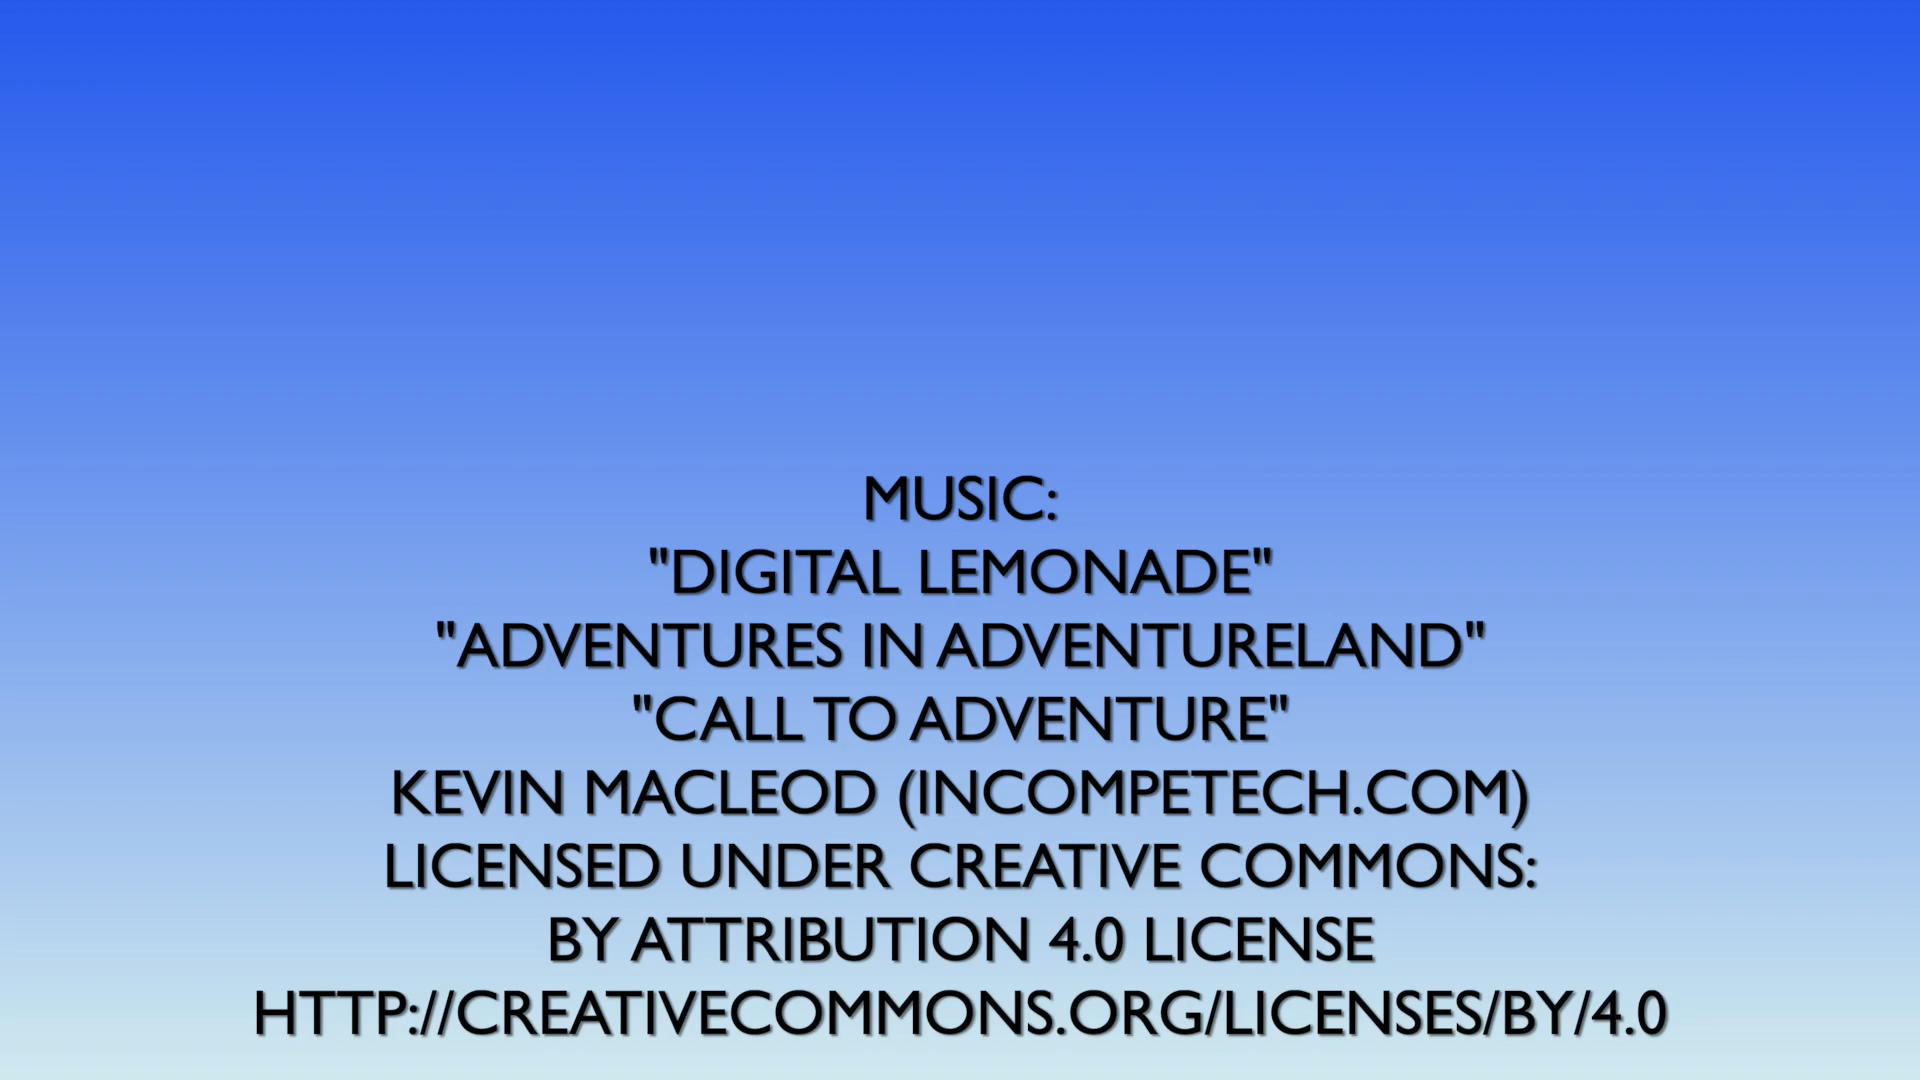 MUSIC:
"DIGITAL LEMONADE"
"ADVENTURES IN ADVENTURELAND"
"CALL TO ADVENTURE"
KEVIN MACLEOD (INCOMPETECH.COM)
LICENSED UNDER CREATIVE COMMONS:
BY ATTRIBUTION 4.0 LICENSE
HTTP://CREATIVECOMMONS.ORG/LICENSES/BY/4.0